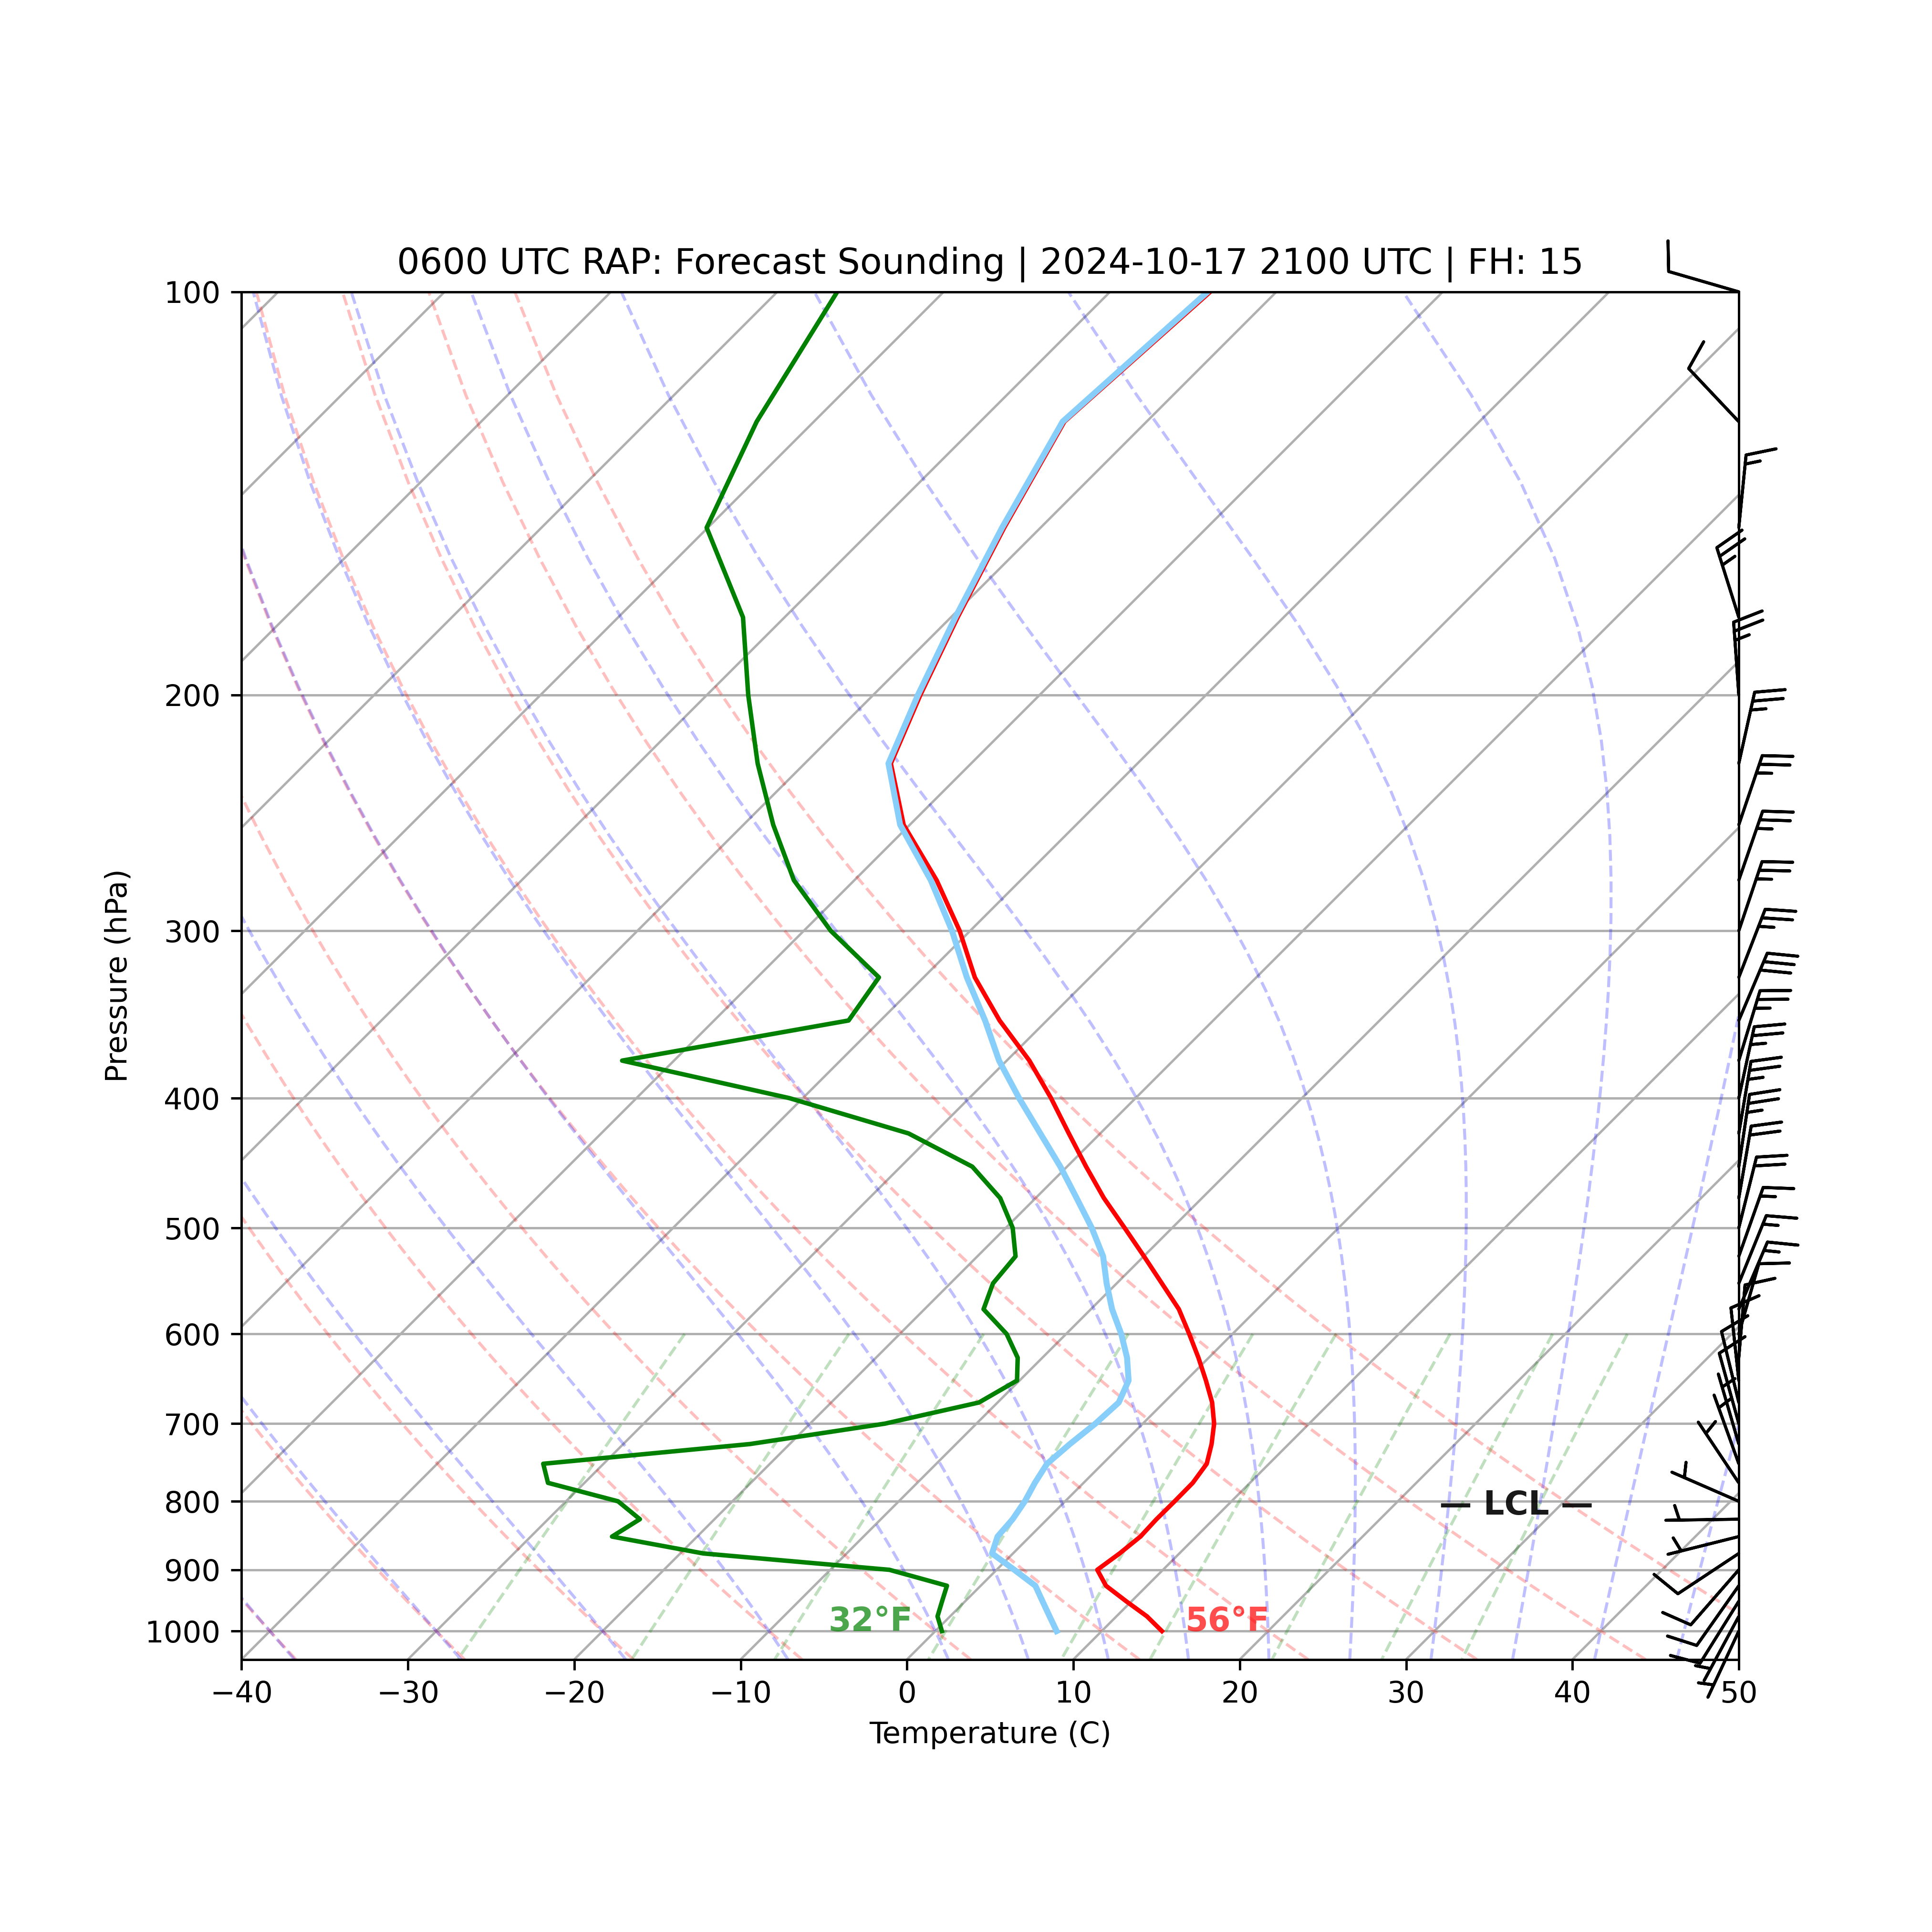 0600 UTC RAP: Forecast Sounding | 2024-10-17 2100 UTC | FH: 15
100
200
300
400
500
600
700
800
900
1000
Pressure (hPa)
— LCL —
32°F
56°F
−40 −30 −20 −10 0 10 20 30 40 50
Temperature (C)